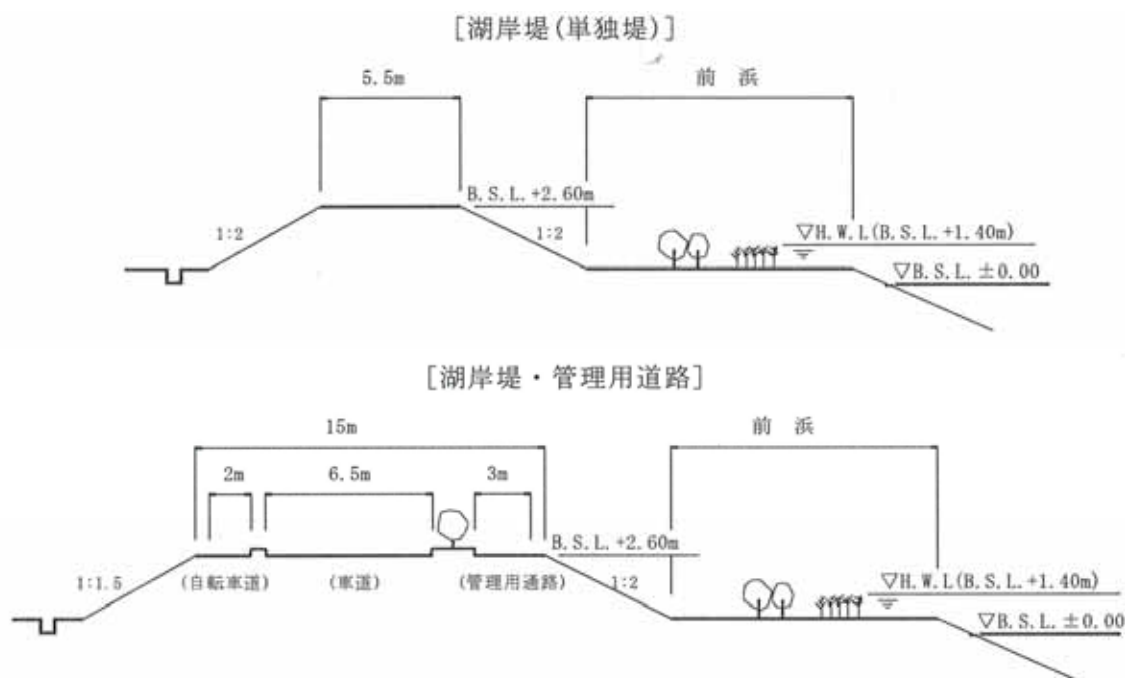 [湖岸堤(単独堤)]
5.5m
前 浜
B.S.L.+2.60m
1:2
1:2
▽H.W.L(B.S.L.+1.40m)
▽B.S.L.±0.00
[湖岸堤・管理用道路]
15m
前 浜
2m
6.5m
3m
B.S.L.+2.60m
1:1.5
(自転車道)
(車道)
(管理用通路)
1:2
▽H.W.L(B.S.L.+1.40m)
▽B.S.L.±0.00